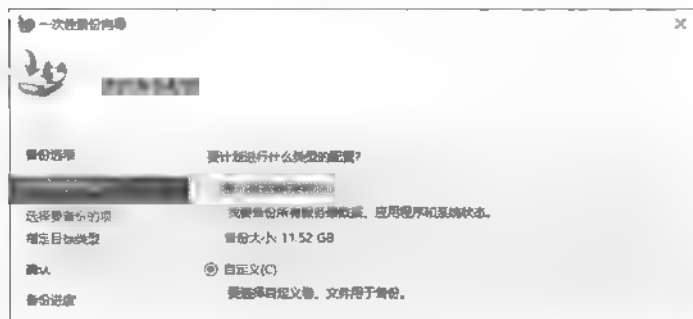 一次性备份向导
备份选项
要计划进行什么类型的配置?
选择要备份的项
我要备份所有服务器数据、应用程序和系统状态。
指定目标类型
备份大小: 11.52 GB
确认
自定义(C)
要选择自定义卷、文件用于备份。
备份进度